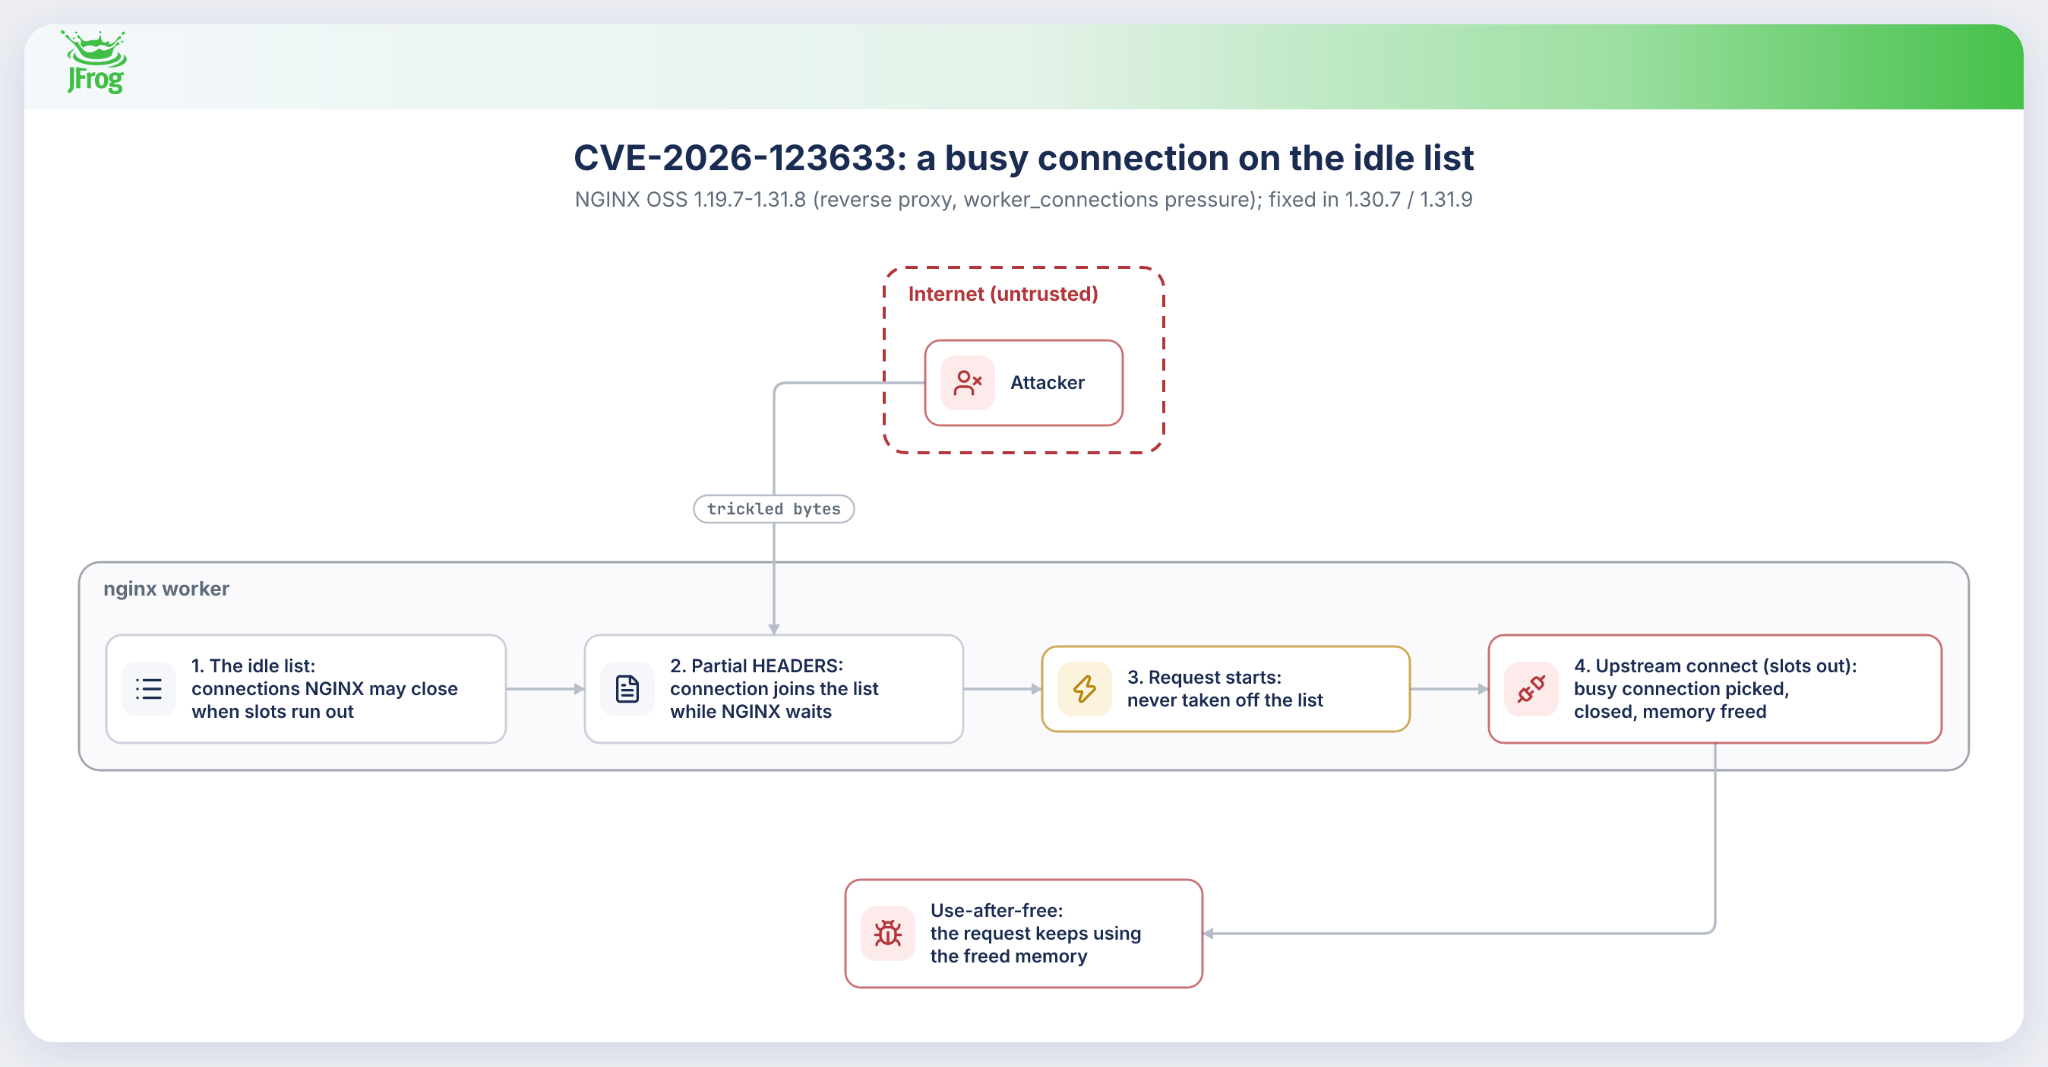 JFrog
CVE-2026-123633: a busy connection on the idle list
NGINX OSS 1.19.7-1.31.8 (reverse proxy, worker_connections pressure); fixed in 1.30.7 / 1.31.9
Internet (untrusted)
Attacker
trickled bytes
nginx worker
1. The idle list:
connections NGINX may close
when slots run out
2. Partial HEADERS:
connection joins the list
while NGINX waits
3. Request starts:
never taken off the list
4. Upstream connect (slots out):
busy connection picked,
closed, memory freed
Use-after-free:
the request keeps using
the freed memory